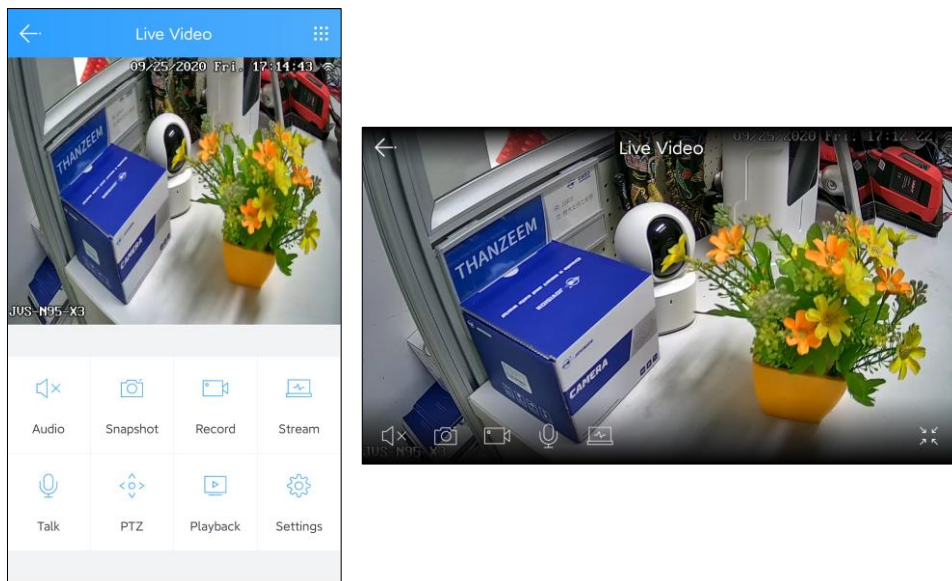 Live Video
09/25/2020 Fri. 17:14:43
THANZEEM
CAMERA
JVS-N95-X3
Audio
Snapshot
Record
Stream
Talk
PTZ
Playback
Settings
Live Video
09/25/2020 Fri. 17:12:22
THANZEEM
CAMERA
JVS-N95-X3